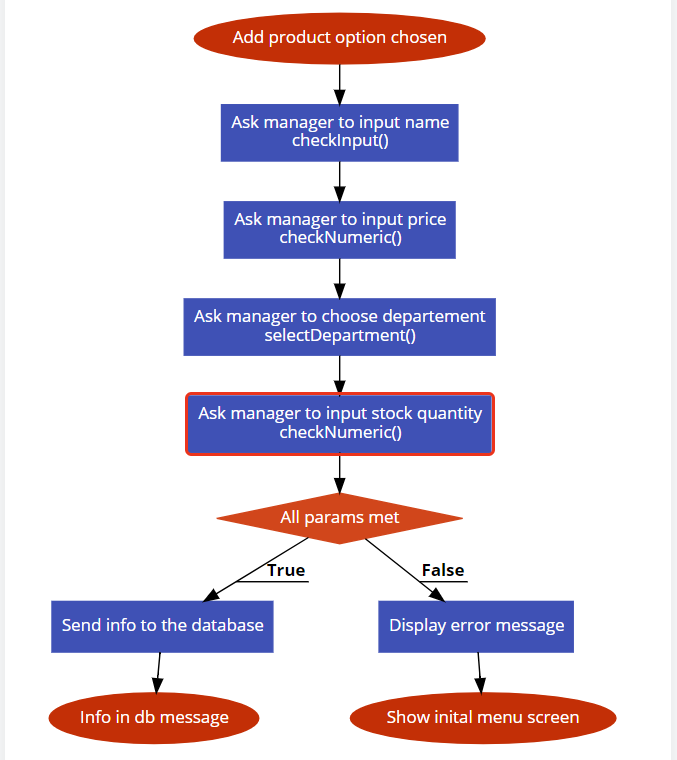 Add product option chosen
Ask manager to input name
checkInput()
Ask manager to input price
checkNumeric()
Ask manager to choose departement
selectDepartment()
Ask manager to input stock quantity
checkNumeric()
All params met
True
False
Send info to the database
Display error message
Info in db message
Show inital menu screen